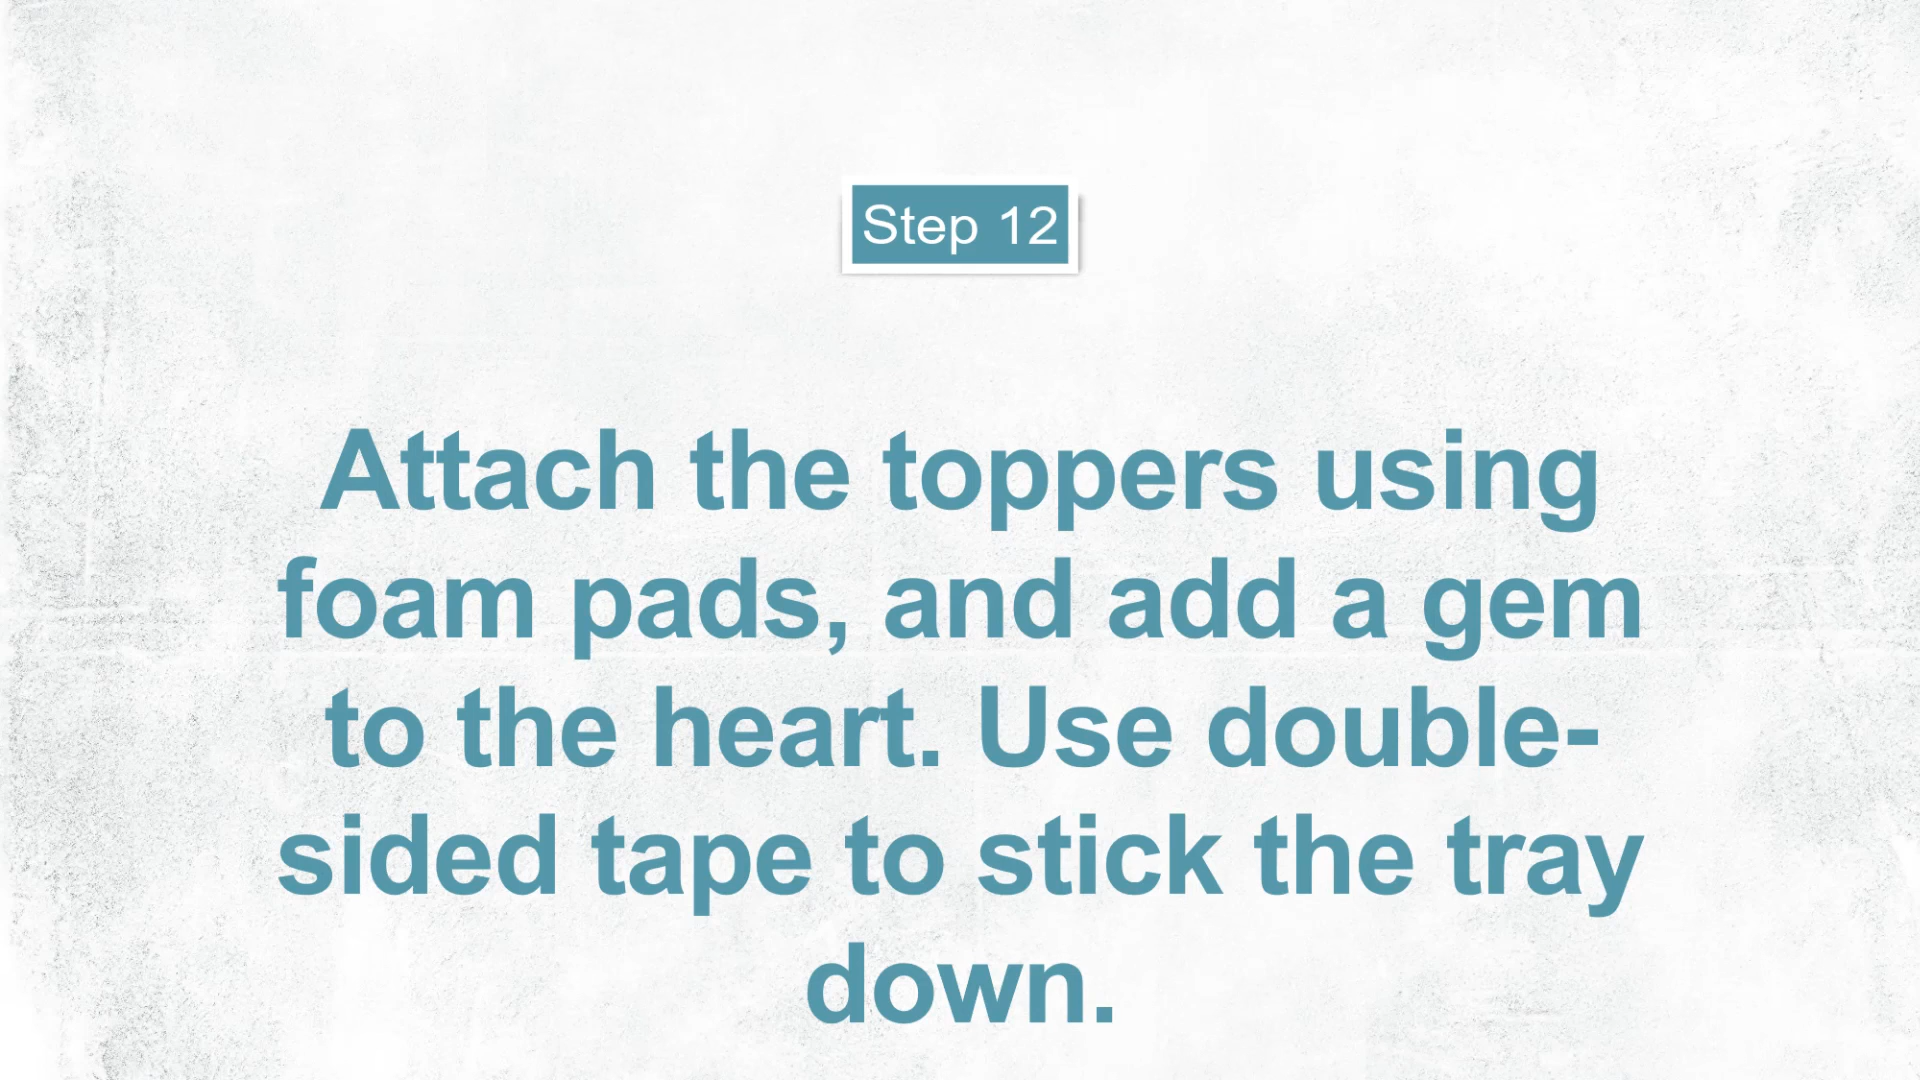 Step 12
Attach the toppers using
foam pads, and add a gem
to the heart. Use double-
sided tape to stick the tray
down.